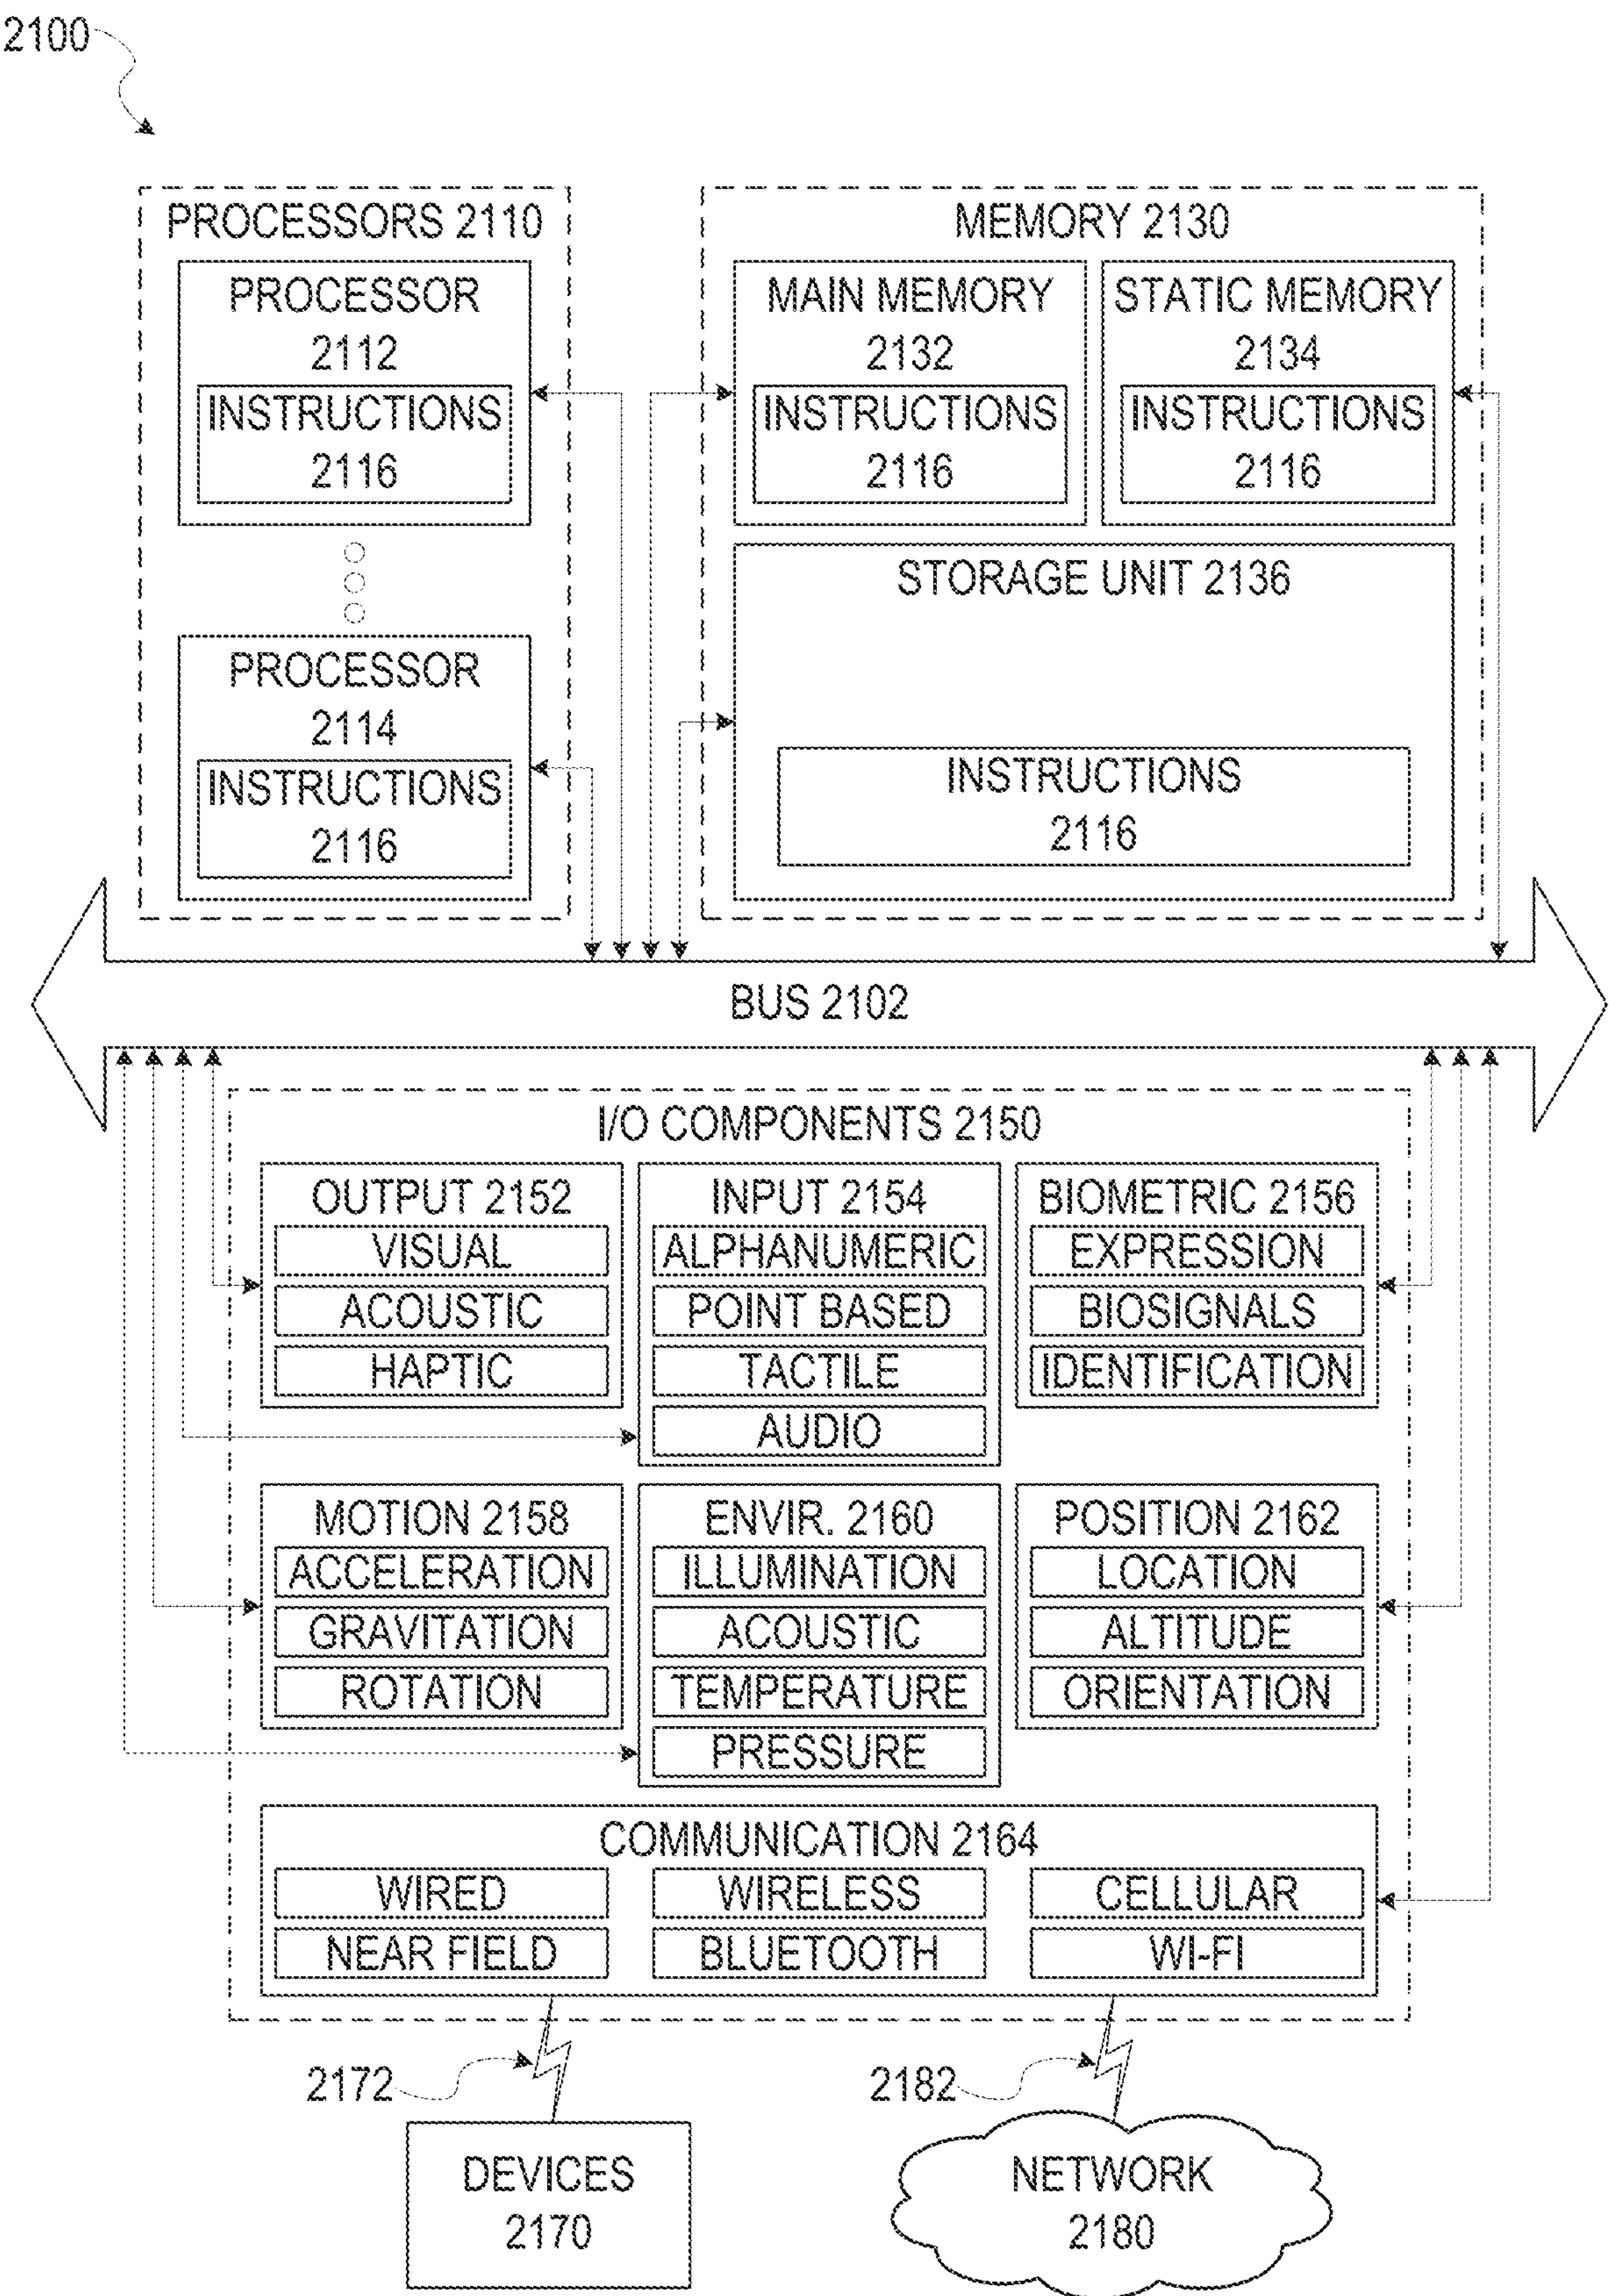 2100
PROCESSORS 2110
PROCESSOR
2112
INSTRUCTIONS
2116
PROCESSOR
2114
INSTRUCTIONS
2116
MEMORY 2130
MAIN MEMORY
2132
INSTRUCTIONS
2116
STATIC MEMORY
2134
INSTRUCTIONS
2116
STORAGE UNIT 2136
INSTRUCTIONS
2116
BUS 2102
I/O COMPONENTS 2150
OUTPUT 2152
VISUAL
ACOUSTIC
HAPTIC
INPUT 2154
ALPHANUMERIC
POINT BASED
TACTILE
AUDIO
BIOMETRIC 2156
EXPRESSION
BIOSIGNALS
IDENTIFICATION
MOTION 2158
ACCELERATION
GRAVITATION
ROTATION
ENVIR. 2160
ILLUMINATION
ACOUSTIC
TEMPERATURE
PRESSURE
POSITION 2162
LOCATION
ALTITUDE
ORIENTATION
COMMUNICATION 2164
WIRED
WIRELESS
CELLULAR
NEAR FIELD
BLUETOOTH
WI-FI
2172
2182
DEVICES
2170
NETWORK
2180